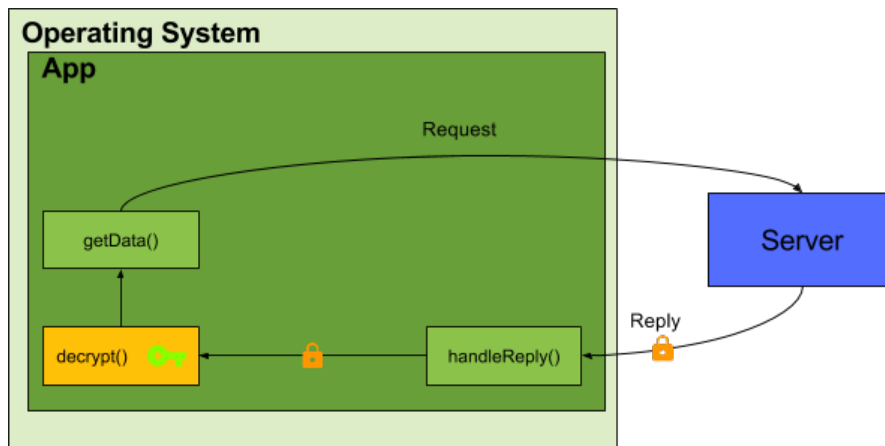 Operating System
App
Request
getData()
Server
Reply
decrypt()
handleReply()